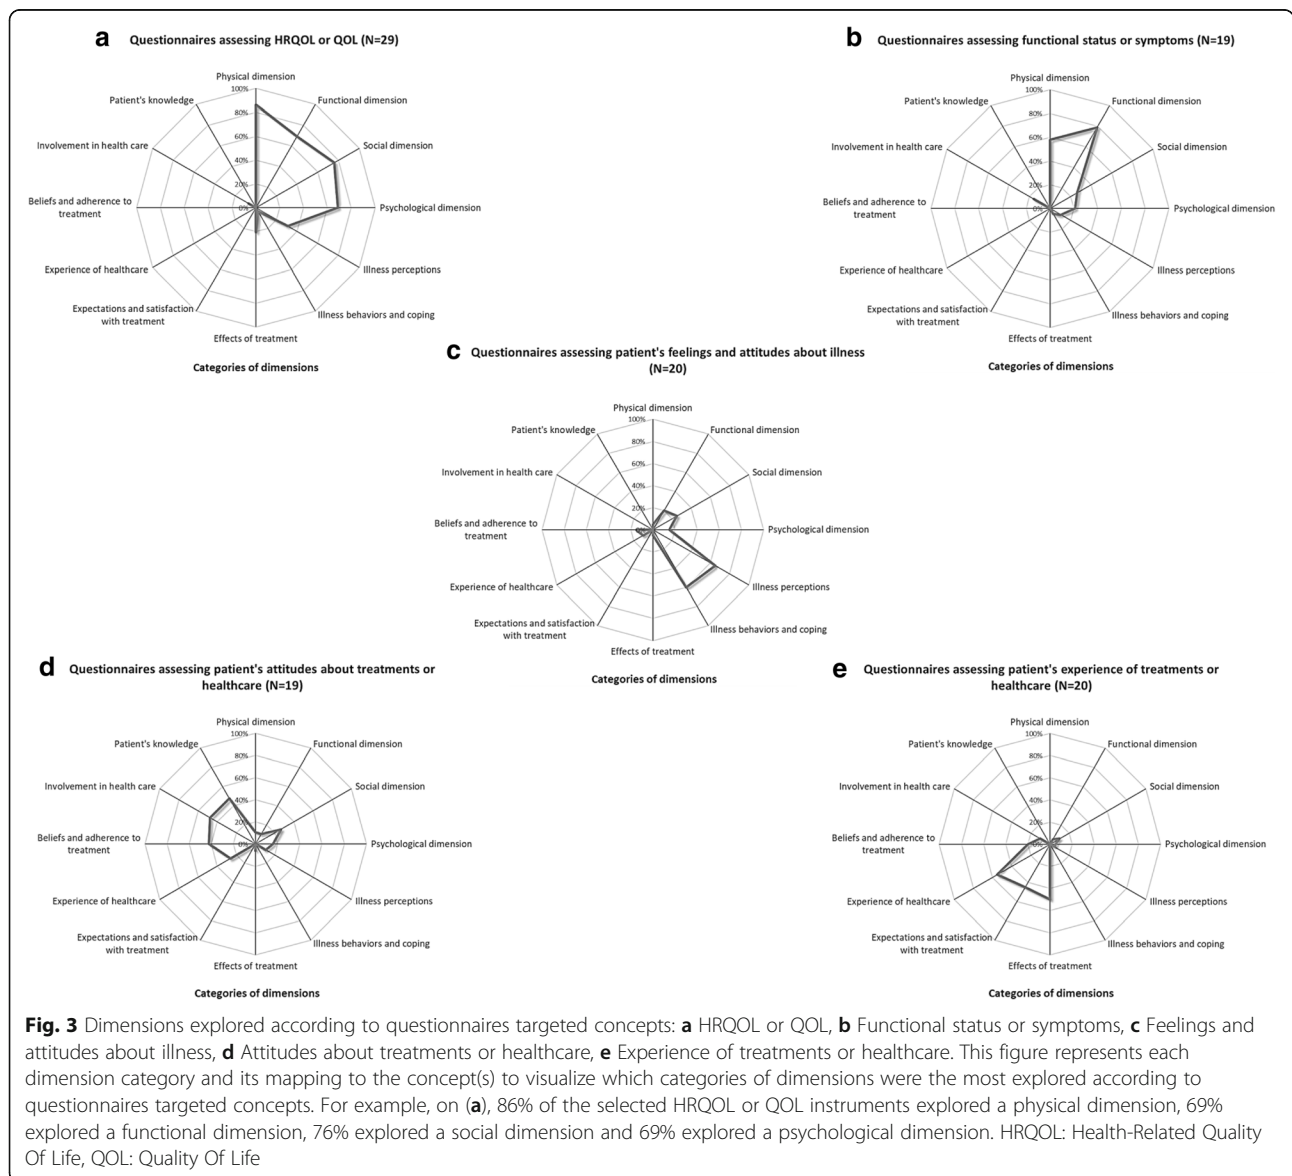 a Questionnaires assessing HRQOL or QOL (N=29)
Physical dimension
100%
80%
60%
40%
20%
0%
Functional dimension
Social dimension
Psychological dimension
Illness perceptions
Illness behaviors and coping
Effects of treatment
Expectations and satisfaction
with treatment
Experience of healthcare
Beliefs and adherence to
treatment
Involvement in health care
Patient's knowledge
Categories of dimensions
b Questionnaires assessing functional status or symptoms (N=19)
Physical dimension
100%
80%
60%
40%
20%
0%
Functional dimension
Social dimension
Psychological dimension
Illness perceptions
Illness behaviors and coping
Effects of treatment
Expectations and satisfaction
with treatment
Experience of healthcare
Beliefs and adherence to
treatment
Involvement in health care
Patient's knowledge
Categories of dimensions
c Questionnaires assessing patient's feelings and attitudes about illness
(N=20)
Physical dimension
100%
80%
60%
40%
20%
0%
Functional dimension
Social dimension
Psychological dimension
Illness perceptions
Illness behaviors and coping
Effects of treatment
Expectations and satisfaction
with treatment
Experience of healthcare
Beliefs and adherence to
treatment
Involvement in health care
Patient's knowledge
Categories of dimensions
d Questionnaires assessing patient's attitudes about treatments or
healthcare (N=19)
Physical dimension
100%
80%
60%
40%
20%
0%
Functional dimension
Social dimension
Psychological dimension
Illness perceptions
Illness behaviors and coping
Effects of treatment
Expectations and satisfaction
with treatment
Experience of healthcare
Beliefs and adherence to
treatment
Involvement in health care
Patient's knowledge
Categories of dimensions
e Questionnaires assessing patient's experience of treatments or
healthcare (N=20)
Physical dimension
100%
80%
60%
40%
20%
0%
Functional dimension
Social dimension
Psychological dimension
Illness perceptions
Illness behaviors and coping
Effects of treatment
Expectations and satisfaction
with treatment
Experience of healthcare
Beliefs and adherence to
treatment
Involvement in health care
Patient's knowledge
Categories of dimensions
Fig. 3 Dimensions explored according to questionnaires targeted concepts: a HRQOL or QOL, b Functional status or symptoms, c Feelings and
attitudes about illness, d Attitudes about treatments or healthcare, e Experience of treatments or healthcare. This figure represents each
dimension category and its mapping to the concept(s) to visualize which categories of dimensions were the most explored according to
questionnaires targeted concepts. For example, on (a), 86% of the selected HRQOL or QOL instruments explored a physical dimension, 69%
explored a functional dimension, 76% explored a social dimension and 69% explored a psychological dimension. HRQOL: Health-Related Quality
Of Life, QOL: Quality Of Life